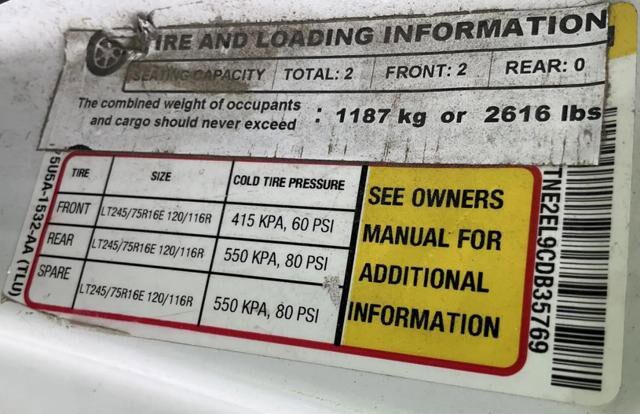 TIRE AND LOADING INFORMATION
SEATING CAPACITY TOTAL: 2 FRONT: 2 REAR: 0
The combined weight of occupants
and cargo should never exceed : 1187 kg or 2616 lbs
TIRE SIZE COLD TIRE PRESSURE
FRONT LT245/75R16E 120/116R 415 KPA, 60 PSI
REAR LT245/75R16E 120/116R 550 KPA, 80 PSI
SPARE LT245/75R16E 120/116R 550 KPA, 80 PSI
SEE OWNERS
MANUAL FOR
ADDITIONAL
INFORMATION
5U5A-1532-AA (TLU)
TNE2EL9CDB35769